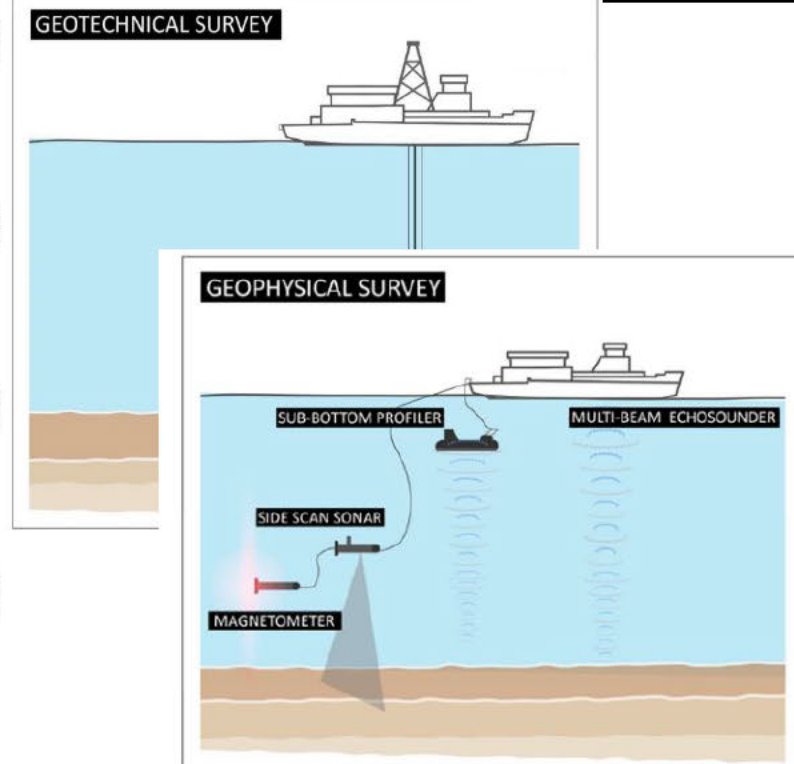 GEOTECHNICAL SURVEY
GEOPHYSICAL SURVEY
SUB-BOTTOM PROFILER
MULTI-BEAM ECHOSOUNDER
SIDE SCAN SONAR
MAGNETOMETER